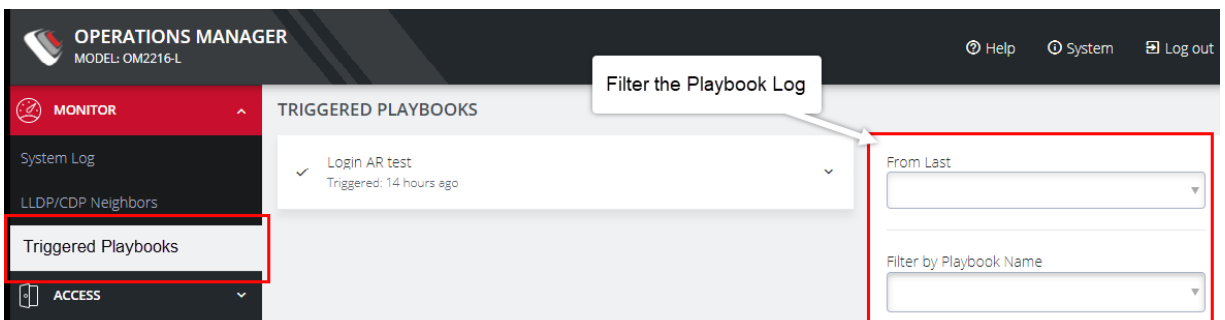 OPERATIONS MANAGER
MODEL: OM2216-L
Help
System
Log out
Filter the Playbook Log
MONITOR
TRIGGERED PLAYBOOKS
System Log
Login AR test
Triggered: 14 hours ago
From Last
LLDP/CDP Neighbors
Triggered Playbooks
Filter by Playbook Name
ACCESS